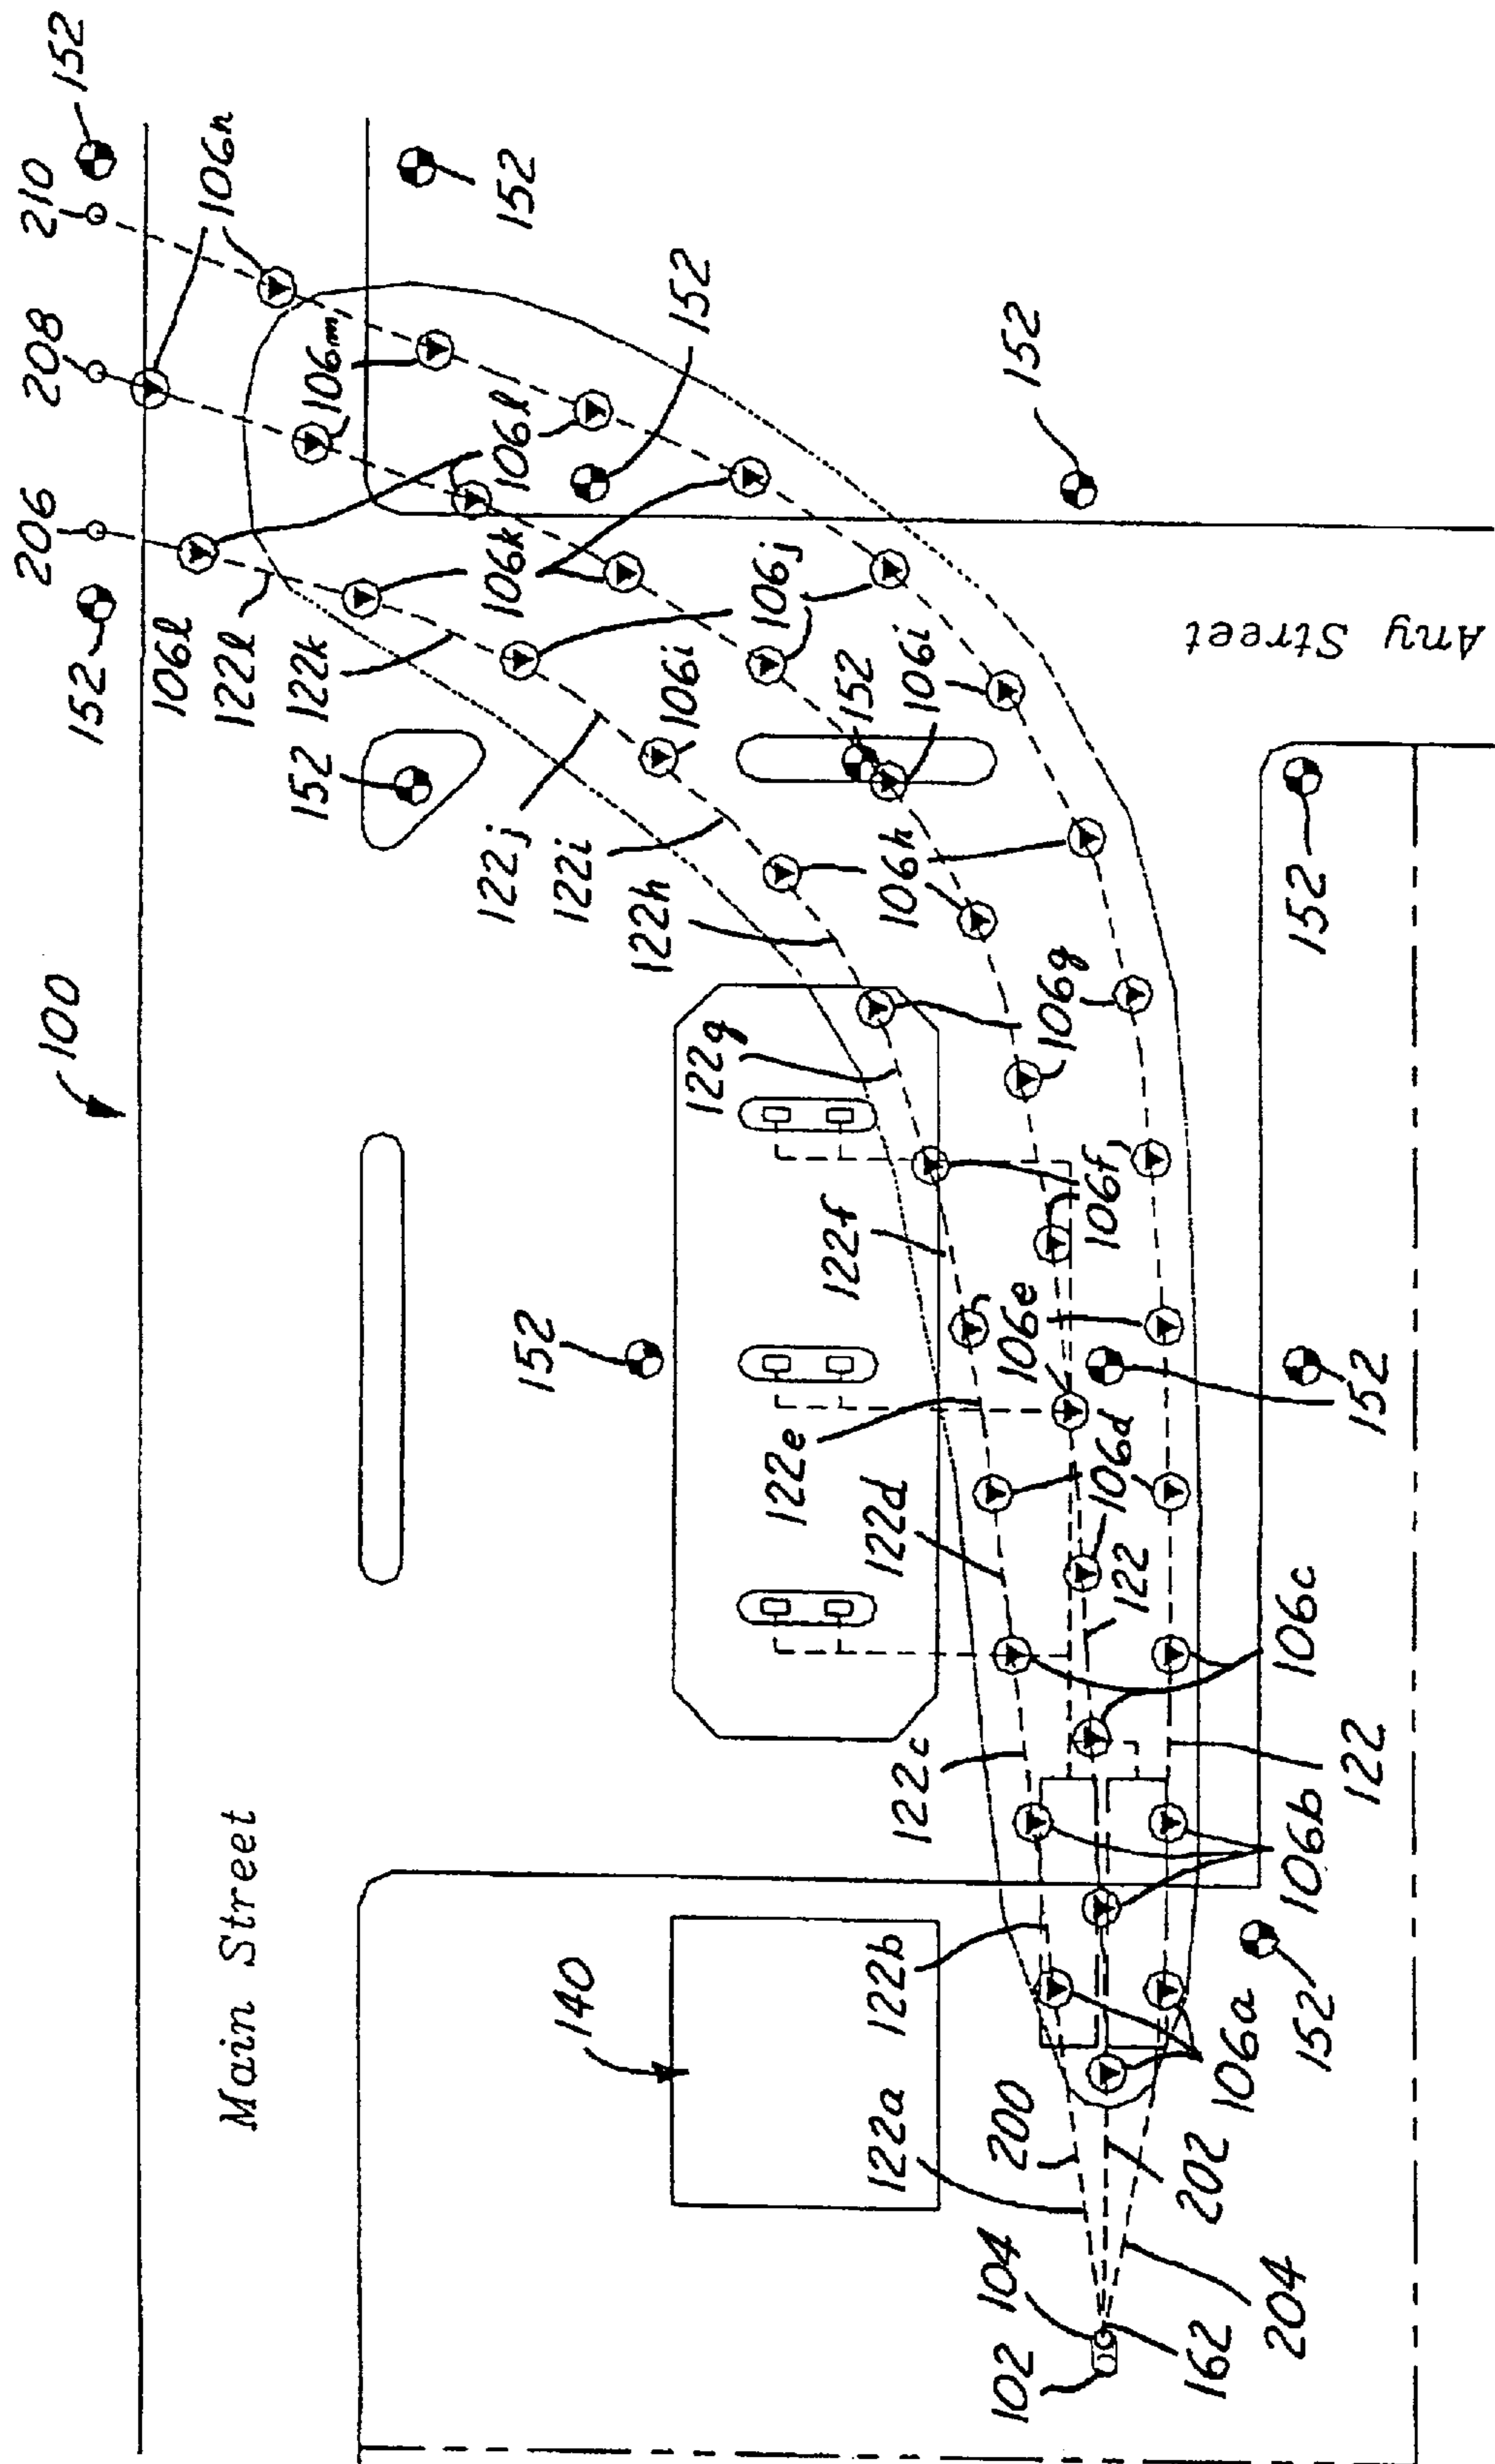 100
206
208
210
152
152
106l
106n
Main Street
122l
122k
152
106m
122j
106k
106l
152
152
122i
140
122h
106i
152
122g
106j
122e
122f
152
122a
122b
122d
106h
122c
106i
102
104
200
106e
152
106g
106d
106f
122
162
202
106a
Any Street
204
106c
106b
152
152
122
152